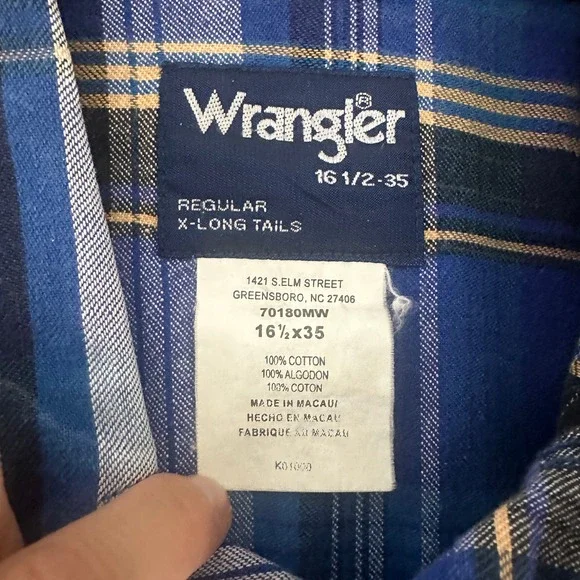 Wrangler®
16 1/2-35
REGULAR
X-LONG TAILS
1421 S.ELM STREET
GREENSBORO, NC 27406
70180MW
16½x35
100% COTTON
100% ALGODON
100% COTON
MADE IN MACAU
HECHO EN MACAU
FABRIQUE AU MACAU